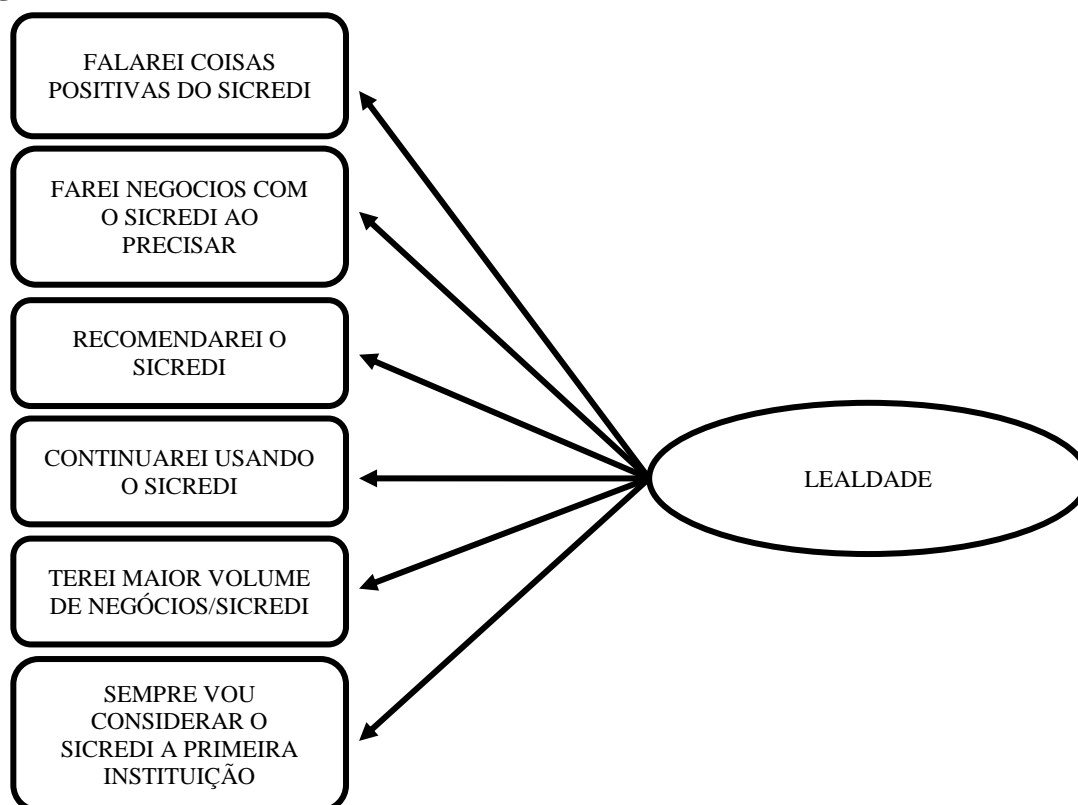 FALAREI COISAS
POSITIVAS DO SICREDI
FAREI NEGOCIOS COM
O SICREDI AO
PRECISAR
RECOMENDAREI O
SICREDI
CONTINUAREI USANDO
O SICREDI
TEREI MAIOR VOLUME
DE NEGÓCIOS/SICREDI
SEMPRE VOU
CONSIDERAR O
SICREDI A PRIMEIRA
INSTITUIÇÃO
LEALDADE